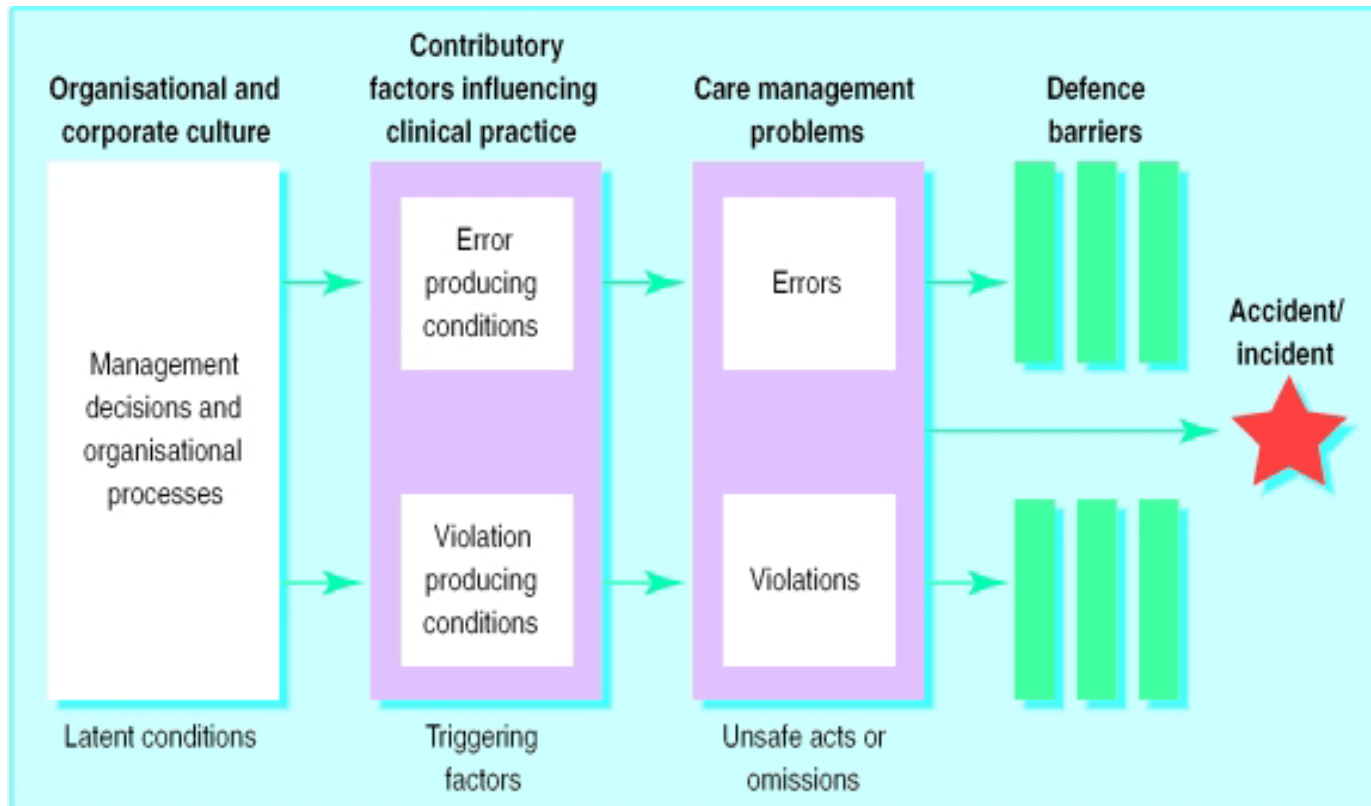 Organisational and
corporate culture
Contributory
factors influencing
clinical practice
Care management
problems
Defence
barriers
Management
decisions and
organisational
processes
Error
producing
conditions
Errors
Accident/
incident
Violation
producing
conditions
Violations
Latent conditions
Triggering
factors
Unsafe acts or
omissions